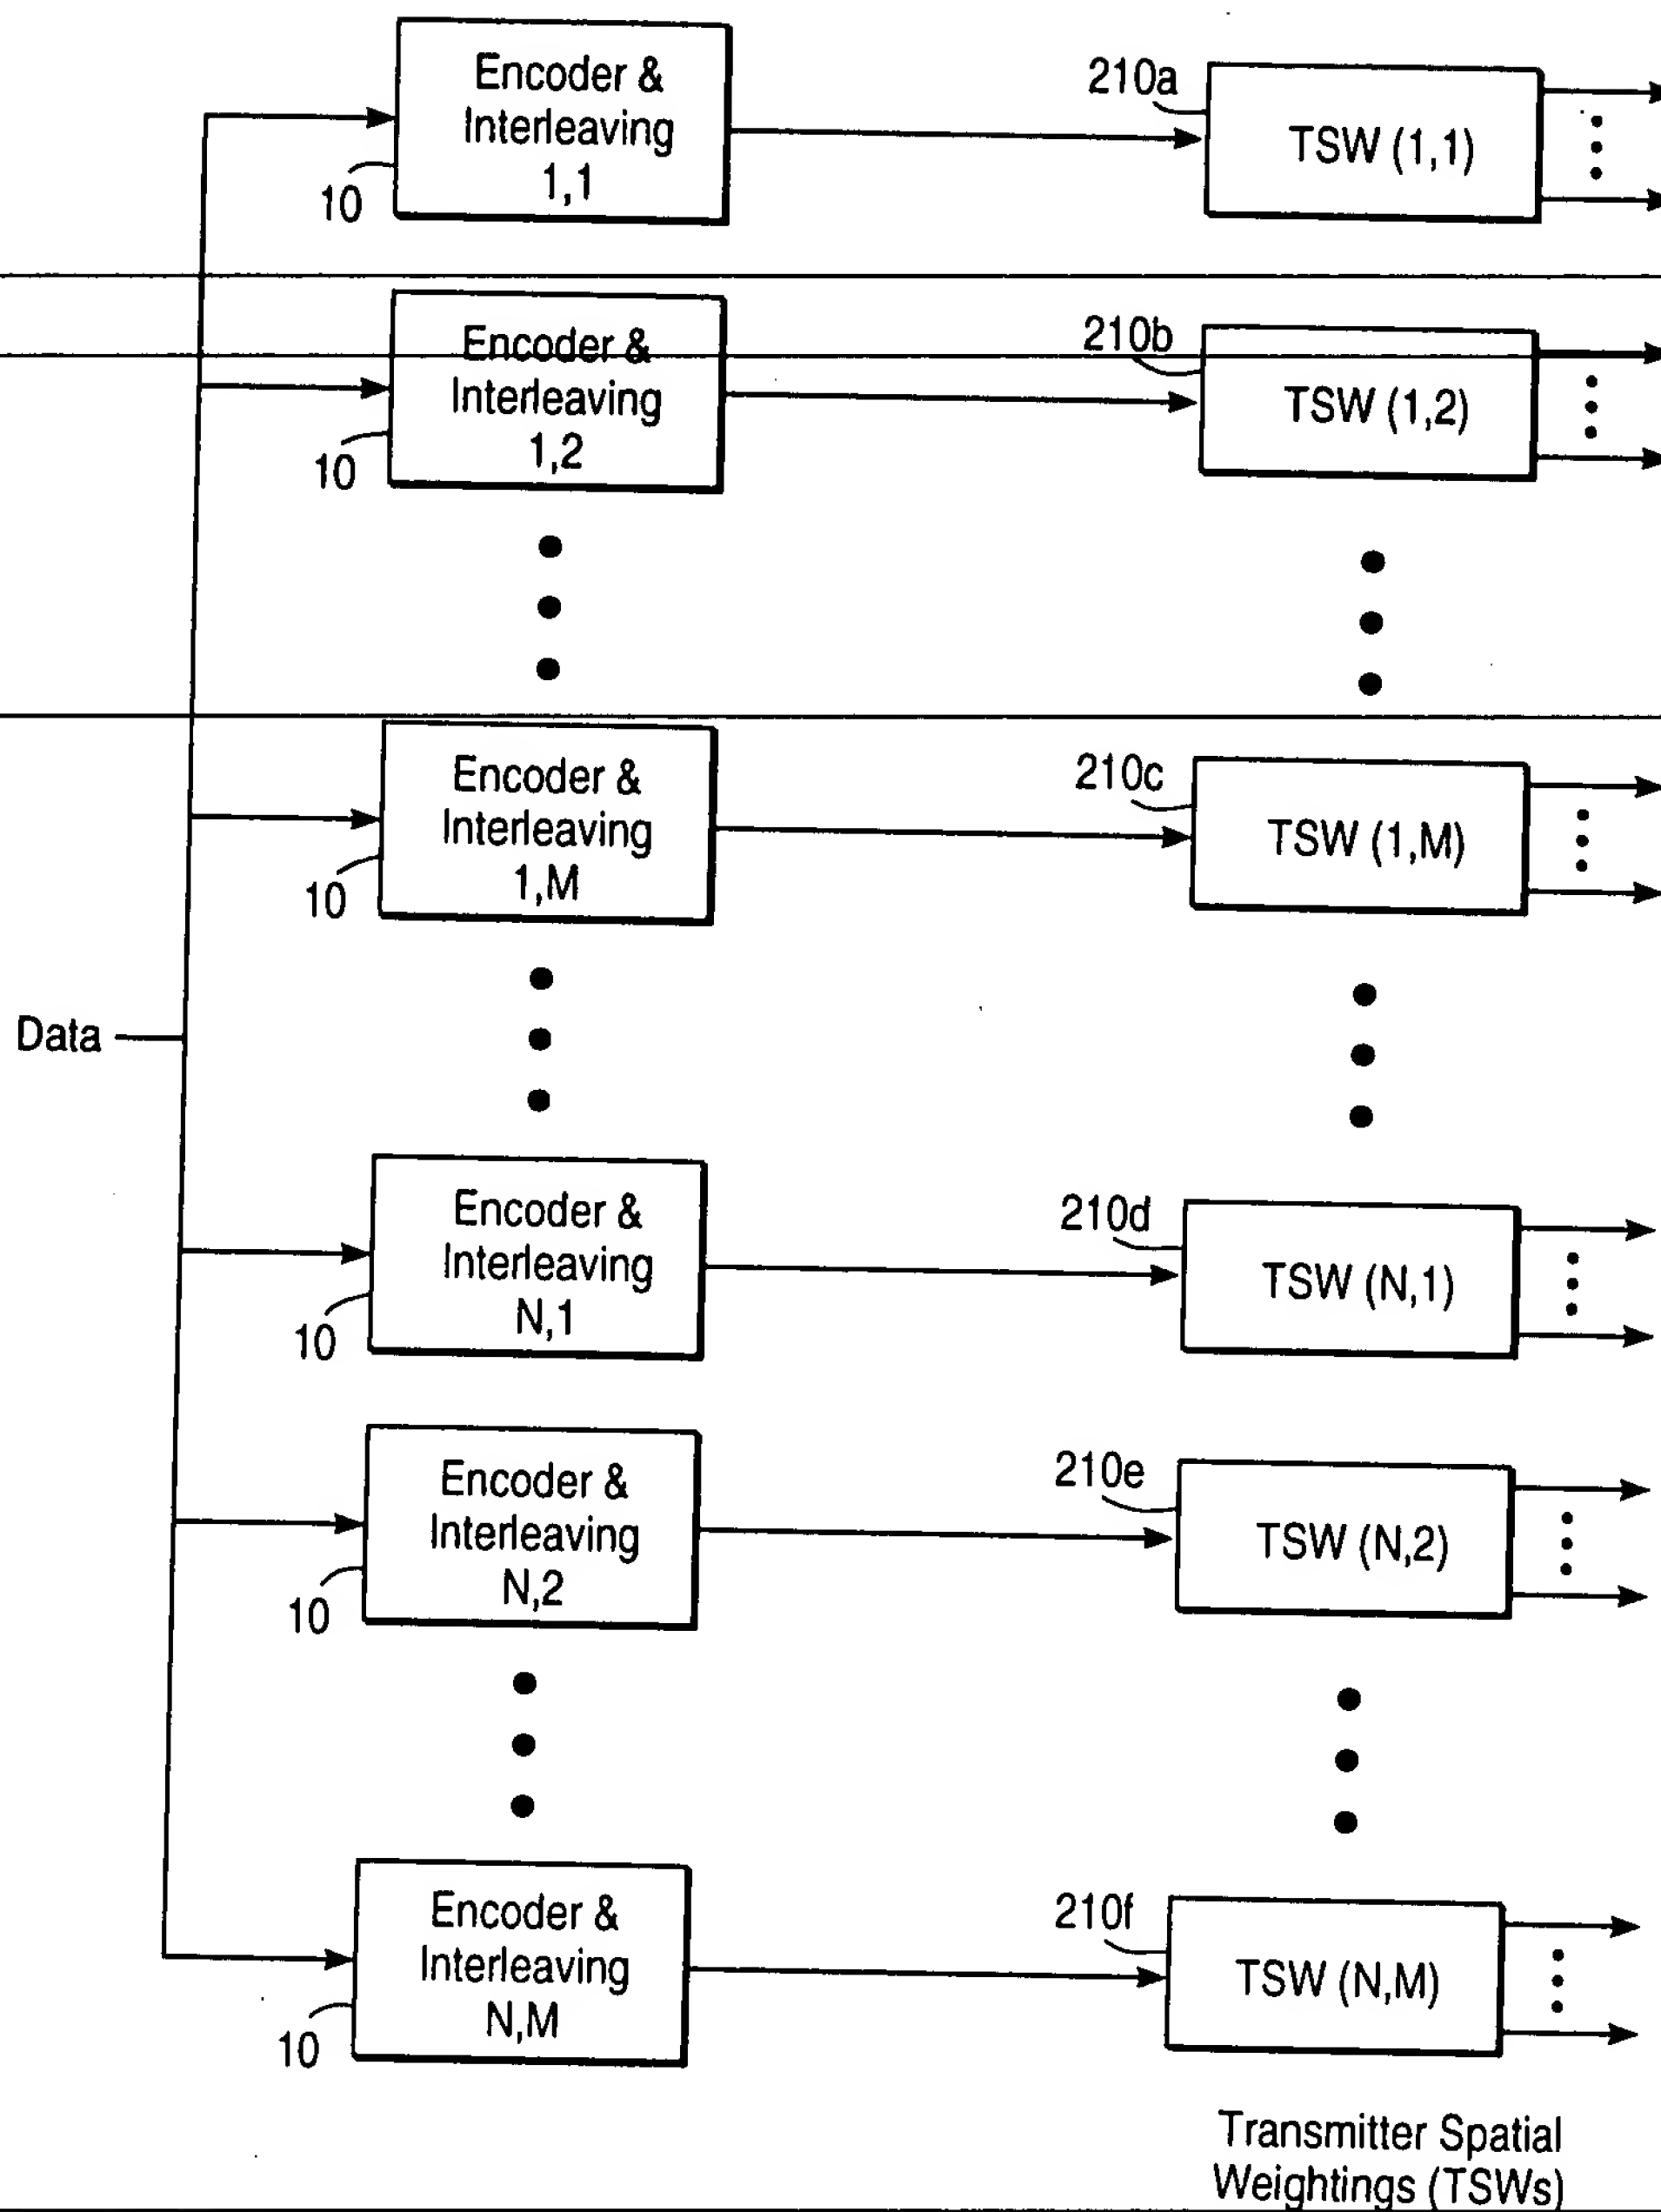 Encoder &
Interleaving
1,1
10
210a
TSW (1,1)
Encoder &
Interleaving
1,2
10
210b
TSW (1,2)
Encoder &
Interleaving
1,M
10
210c
TSW (1,M)
Data
Encoder &
Interleaving
N,1
10
210d
TSW (N,1)
Encoder &
Interleaving
N,2
10
210e
TSW (N,2)
Encoder &
Interleaving
N,M
10
210f
TSW (N,M)
Transmitter Spatial
Weightings (TSWs)